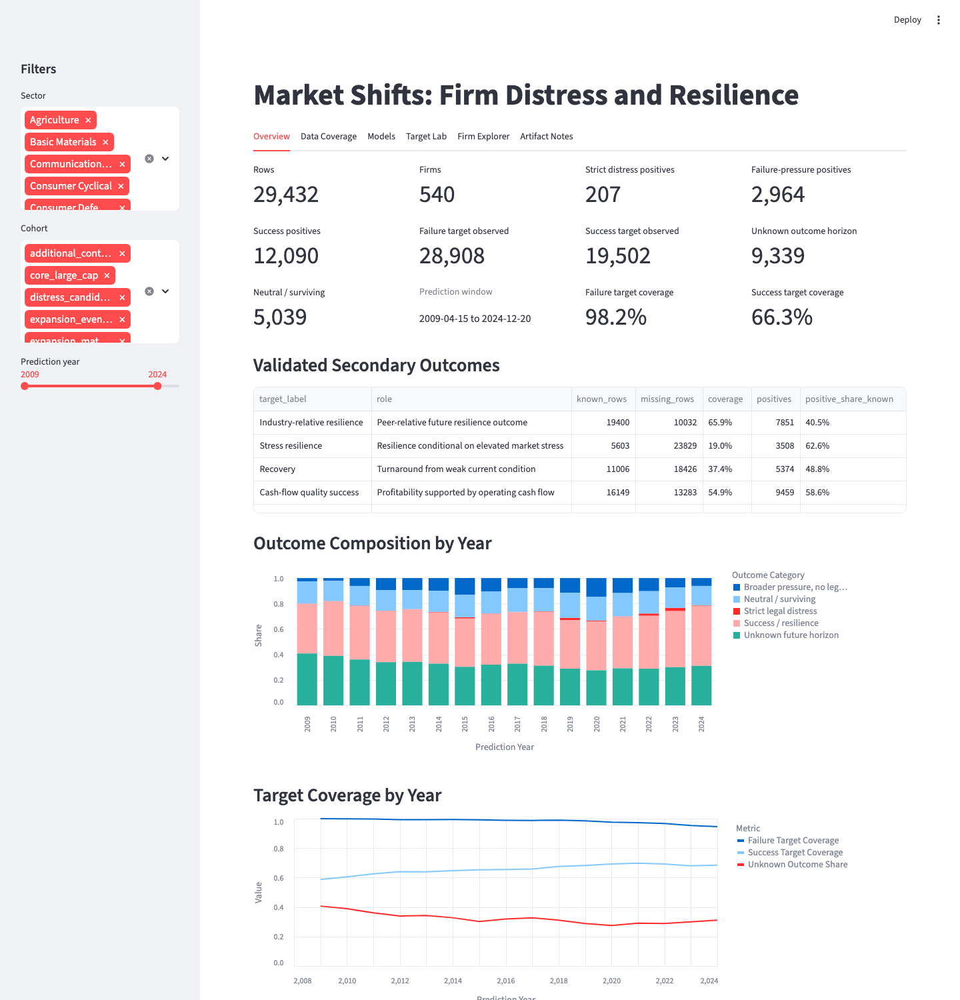 Deploy
Filters
Sector
Agriculture ×
Basic Materials ×
Communication… ×
Consumer Cyclical ×
Consumer Defe… ×
Cohort
additional_cont… ×
core_large_cap ×
distress_candid… ×
expansion_even… ×
expansion_mat… ×
Prediction year
2009 2024
Market Shifts: Firm Distress and Resilience
Overview Data Coverage Models Target Lab Firm Explorer Artifact Notes
Rows Firms Strict distress positives Failure-pressure positives
29,432 540 207 2,964
Success positives Failure target observed Success target observed Unknown outcome horizon
12,090 28,908 19,502 9,339
Neutral / surviving Prediction window Failure target coverage Success target coverage
5,039 2009-04-15 to 2024-12-20 98.2% 66.3%
Validated Secondary Outcomes
target_label role known_rows missing_rows coverage positives positive_share_known
Industry-relative resilience Peer-relative future resilience outcome 19400 10032 65.9% 7851 40.5%
Stress resilience Resilience conditional on elevated market stress 5603 23829 19.0% 3508 62.6%
Recovery Turnaround from weak current condition 11006 18426 37.4% 5374 48.8%
Cash-flow quality success Profitability supported by operating cash flow 16149 13283 54.9% 9459 58.6%
Outcome Composition by Year
Outcome Category
Broader pressure, no leg…
Neutral / surviving
Strict legal distress
Success / resilience
Unknown future horizon
Share
1.0
0.8
0.6
0.4
0.2
0.0
2009 2010 2011 2012 2013 2014 2015 2016 2017 2018 2019 2020 2021 2022 2023 2024
Prediction Year
Target Coverage by Year
Metric
Failure Target Coverage
Success Target Coverage
Unknown Outcome Share
Value
1.0
0.8
0.6
0.4
0.2
0.0
2,008 2,010 2,012 2,014 2,016 2,018 2,020 2,022 2,024
Prediction Year